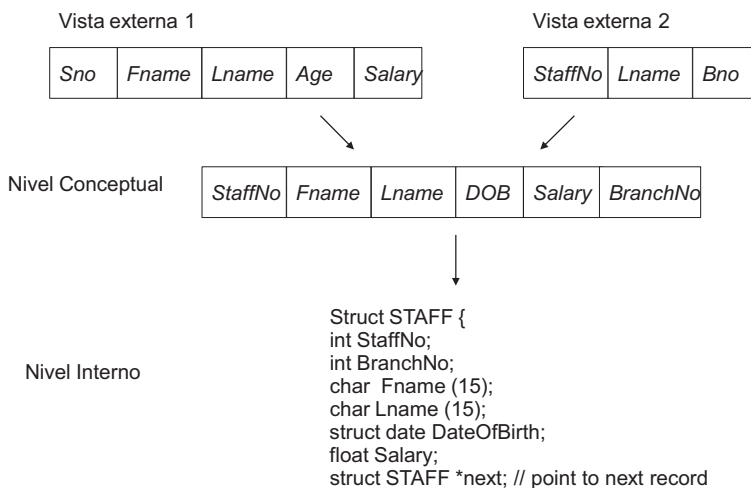 Vista externa 1
Vista externa 2
Sno Fname Lname Age Salary
StaffNo Lname Bno
Nivel Conceptual
StaffNo Fname Lname DOB Salary BranchNo
Nivel Interno
Struct STAFF {
int StaffNo;
int BranchNo;
char Fname (15);
char Lname (15);
struct date DateOfBirth;
float Salary;
struct STAFF *next; // point to next record